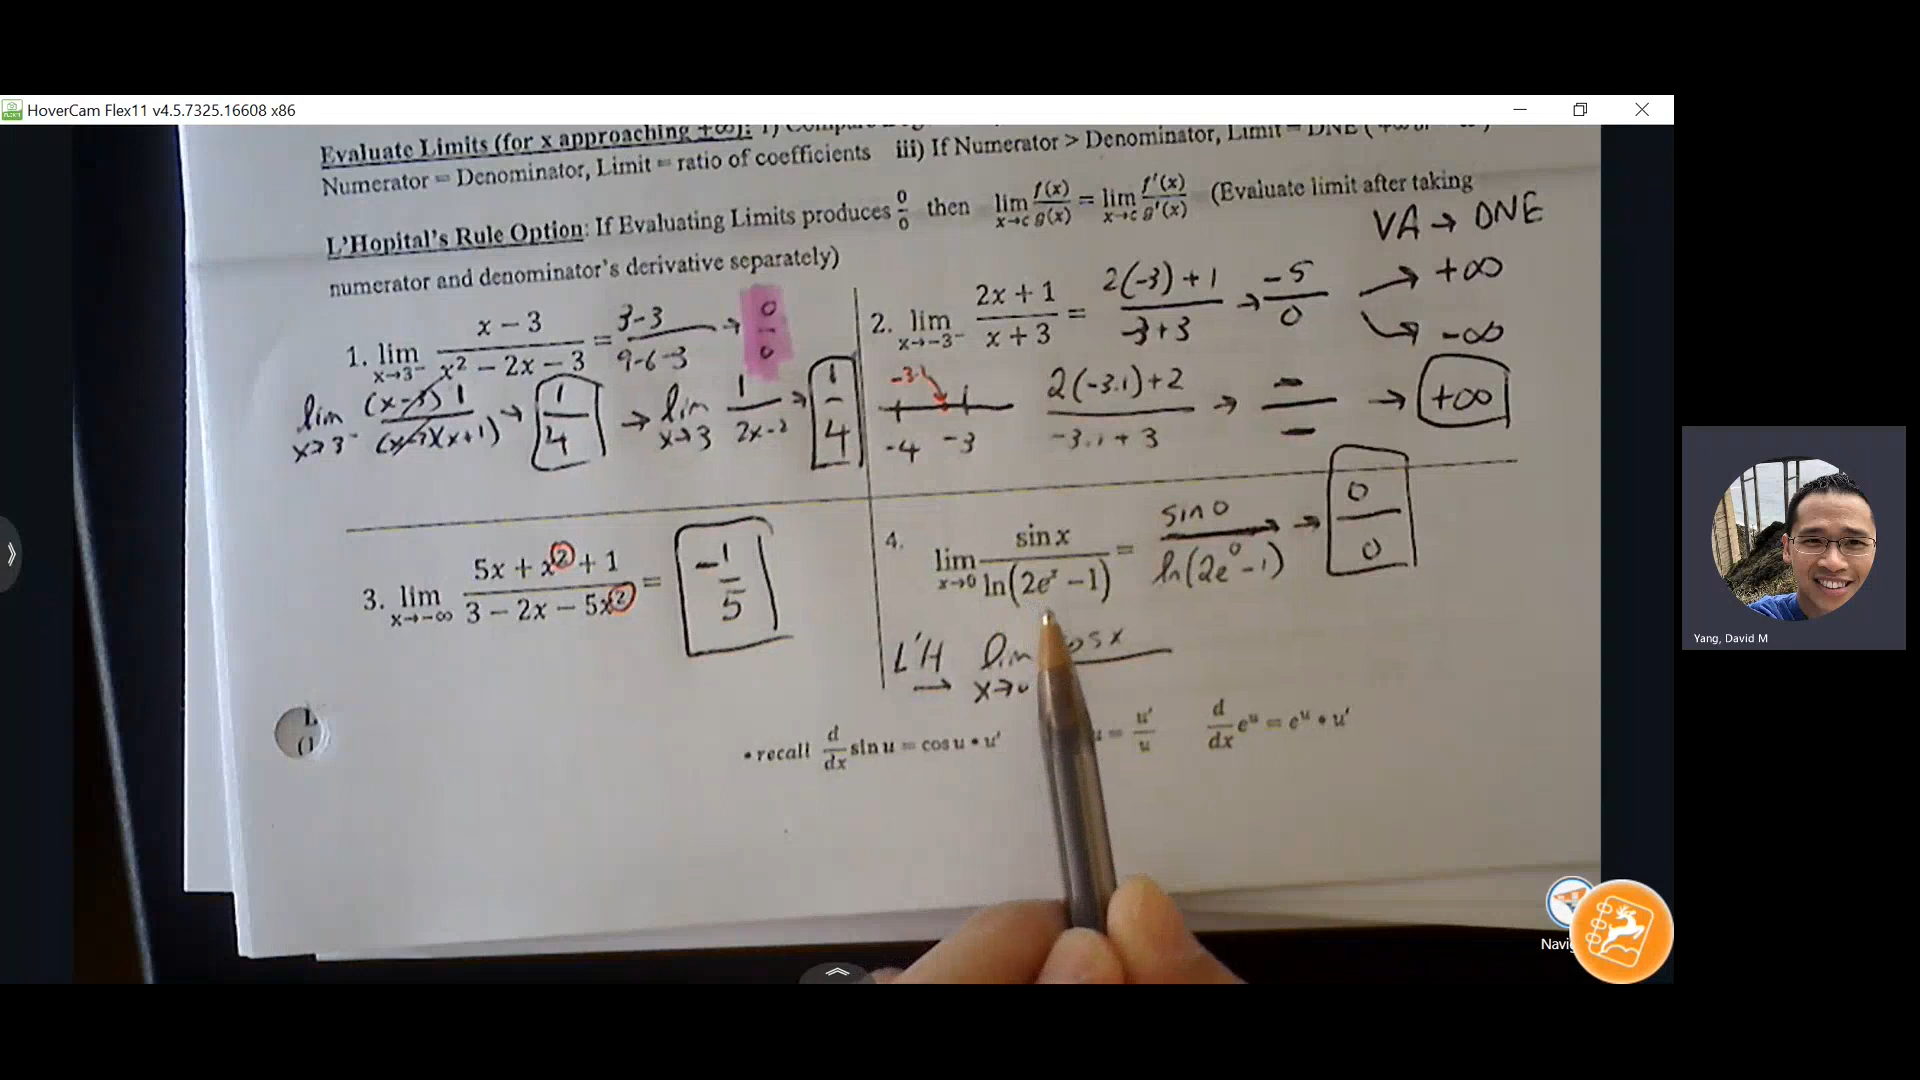 HoverCam Flex11 v4.5.7325.16608 x86
Evaluate Limits (for x approaching ±∞): i)
Numerator = Denominator, Limit = ratio of coefficients iii) If Numerator > Denominator, Limit = DNE
L'Hopital's Rule Option: If Evaluating Limits produces 0/0 then lim x→c f(x)/g(x) = lim x→c f'(x)/g'(x) (Evaluate limit after taking
numerator and denominator's derivative separately)
VA → DNE
→ +∞
→ -∞
1. lim x→3⁻ (x − 3)/(x² − 2x − 3) = (3-3)/(9-6-3) → 0/0
lim x→3⁻ (x-3) 1/(x-3)(x+1) → 1/4 → lim x→3 1/(2x-2) → 1/4
2. lim x→−3⁻ (2x + 1)/(x + 3) = (2(-3)+1)/(-3+3) → -5/0
-3.1
-4 -3
(2(-3.1)+2)/(-3.1+3) → −/− → +∞
3. lim x→−∞ (5x + x² + 1)/(3 − 2x − 5x²) = -1/5
4. lim x→0 sin x/ln(2eˣ − 1) = sin 0/ln(2e⁰-1) → 0/0
L'H → lim x→0 cos x
• recall d/dx sin u = cos u • u' u = u'/u d/dx eᵘ = eᵘ • u'
Yang, David M